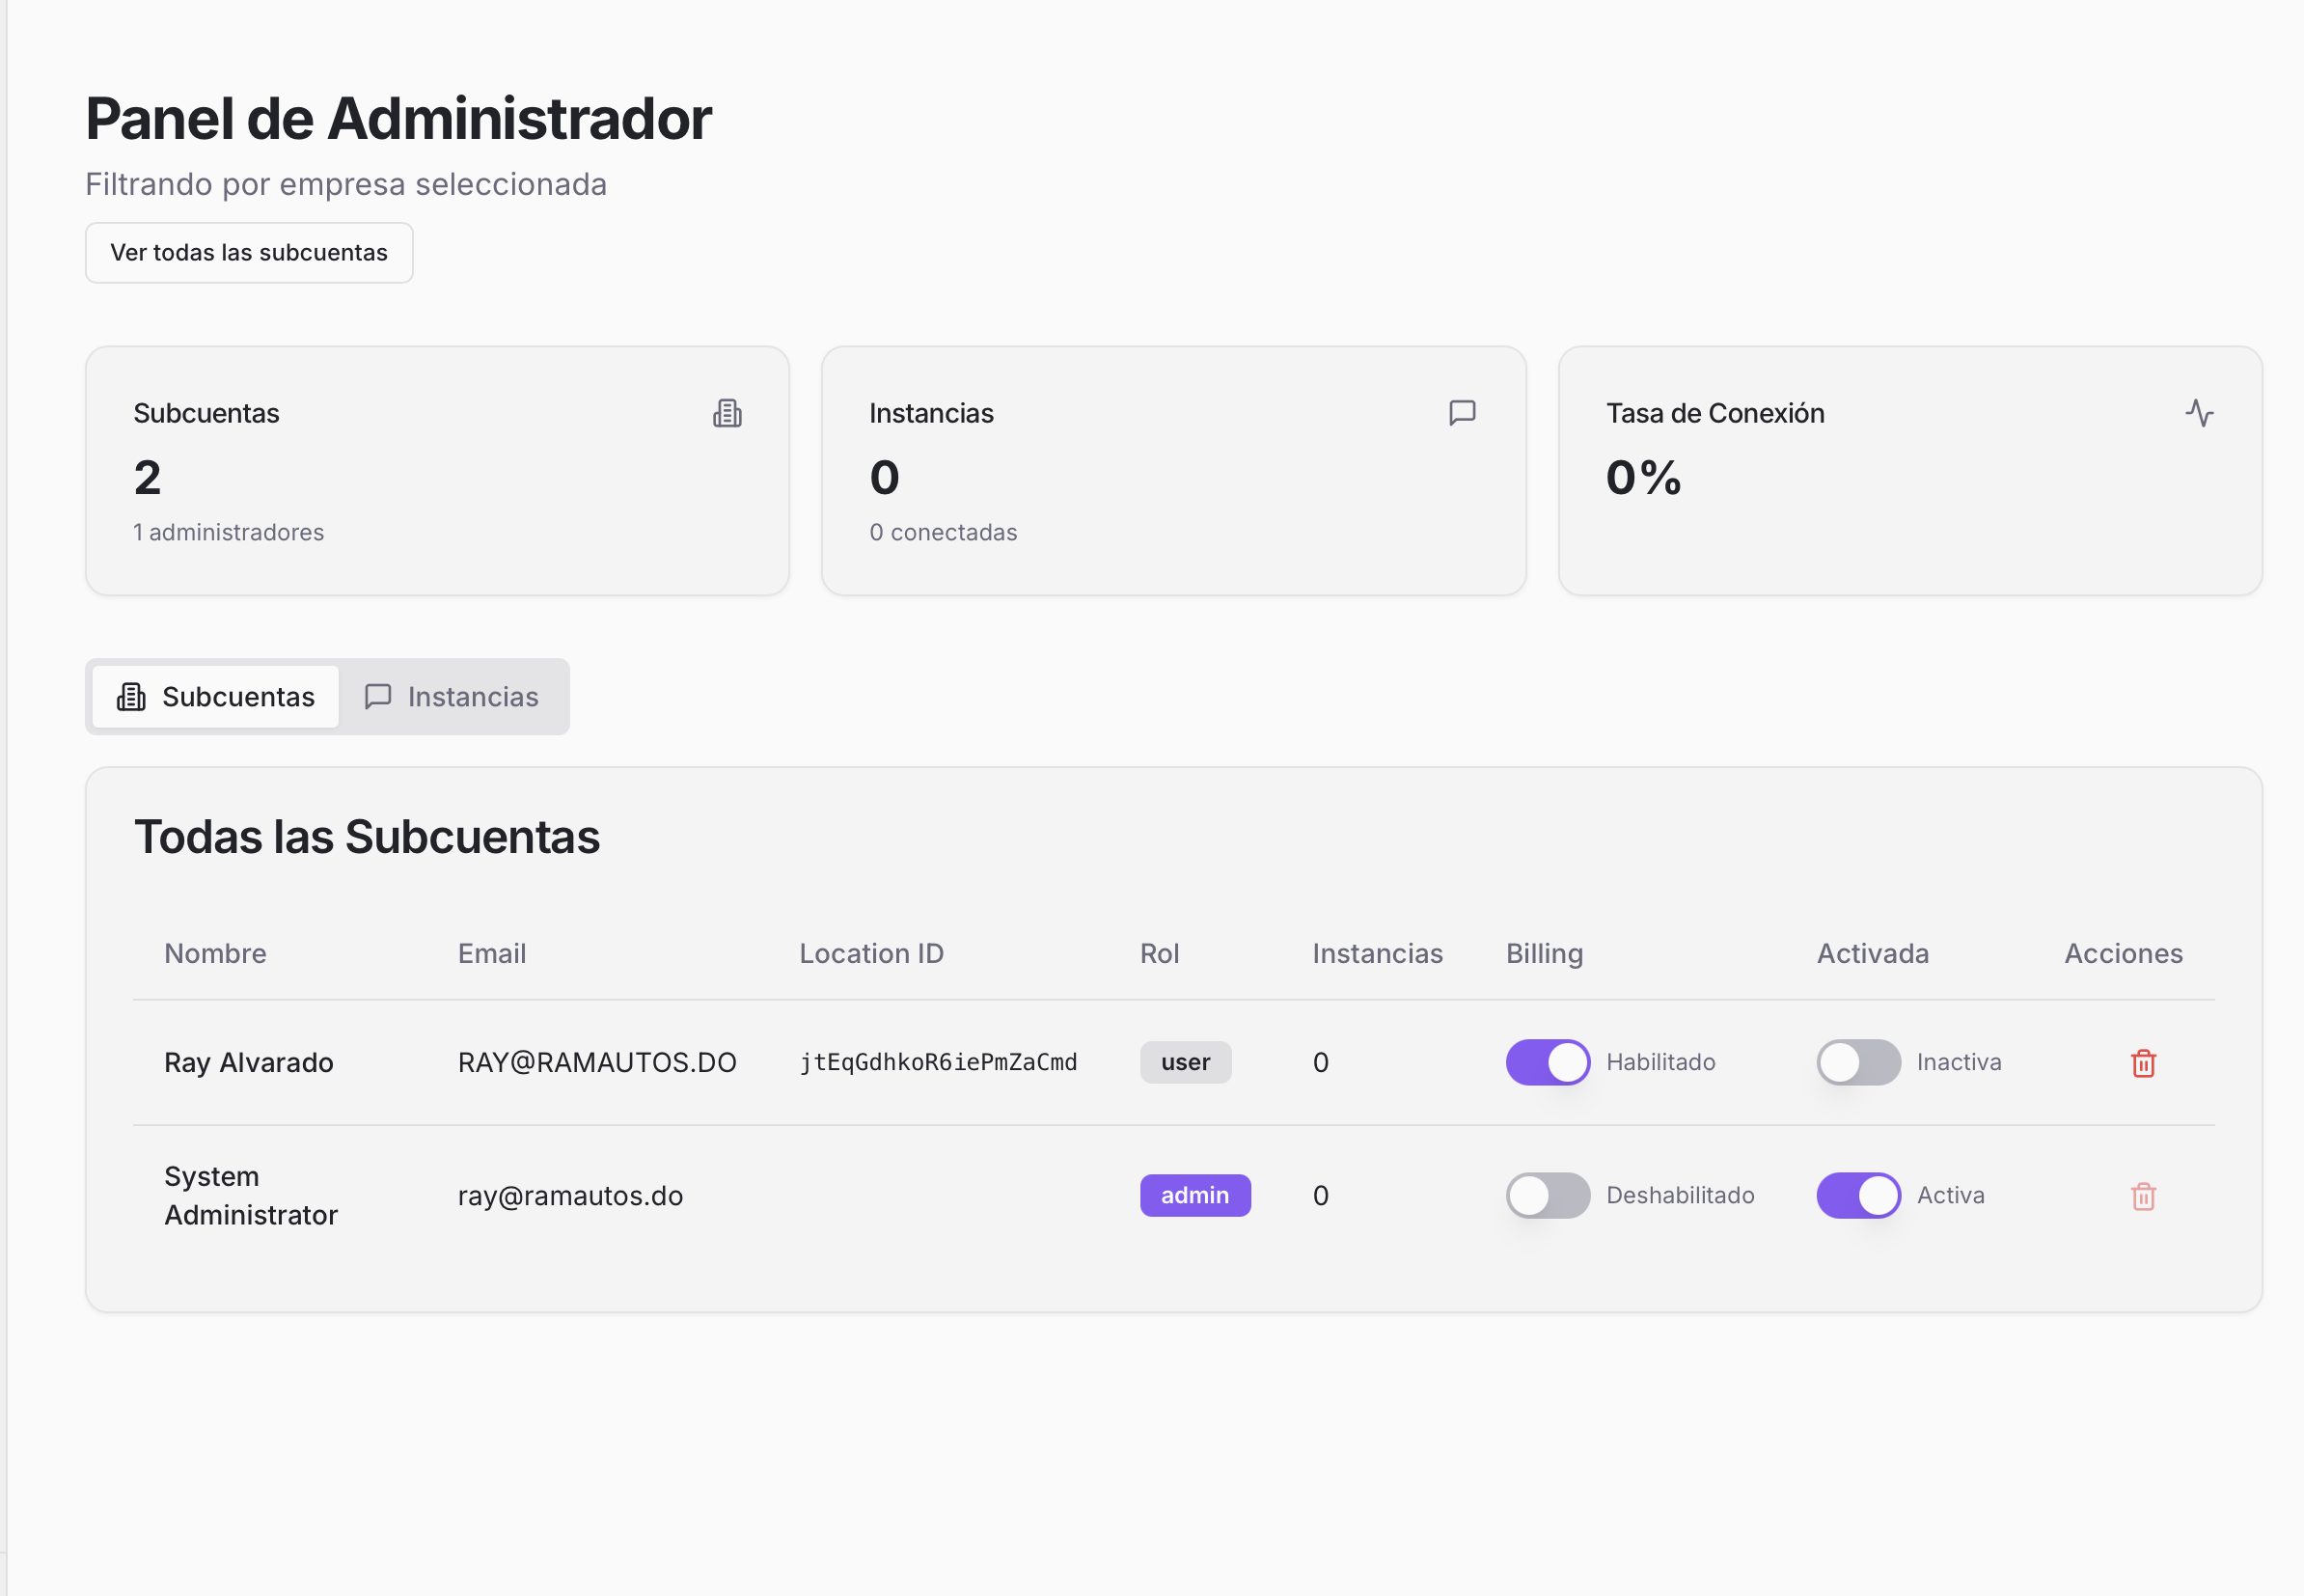 Panel de Administrador
Filtrando por empresa seleccionada
Ver todas las subcuentas
Subcuentas
2
1 administradores
Instancias
0
0 conectadas
Tasa de Conexión
0%
Subcuentas Instancias
Todas las Subcuentas
Nombre Email Location ID Rol Instancias Billing Activada Acciones
Ray Alvarado RAY@RAMAUTOS.DO jtEqGdhkoR6iePmZaCmd user 0 Habilitado Inactiva
System
Administrator ray@ramautos.do admin 0 Deshabilitado Activa